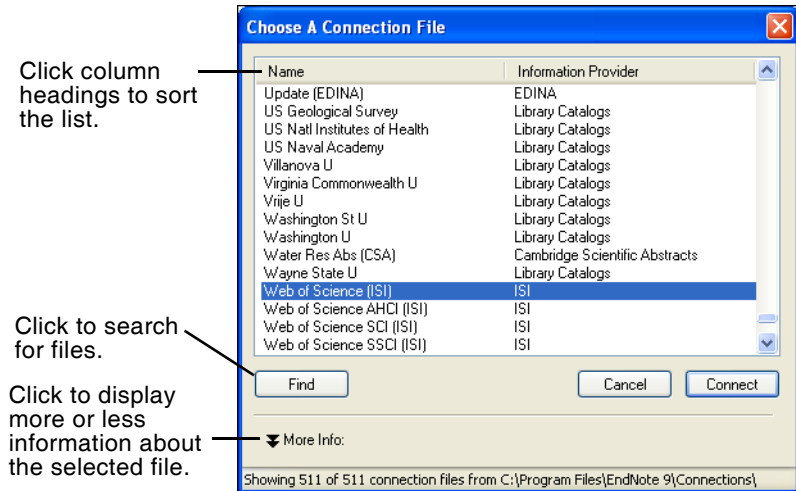 Choose A Connection File
Click column
headings to sort
the list.
Name Information Provider
Update (EDINA) EDINA
US Geological Survey Library Catalogs
US Natl Institutes of Health Library Catalogs
US Naval Academy Library Catalogs
Villanova U Library Catalogs
Virginia Commonwealth U Library Catalogs
Vrije U Library Catalogs
Washington St U Library Catalogs
Washington U Library Catalogs
Water Res Abs (CSA) Cambridge Scientific Abstracts
Wayne State U Library Catalogs
Web of Science (ISI) ISI
Web of Science AHCI (ISI) ISI
Web of Science SCI (ISI) ISI
Web of Science SSCI (ISI) ISI
Click to search
for files.
Find Cancel Connect
Click to display
more or less
information about
the selected file.
More Info:
Showing 511 of 511 connection files from C:\Program Files\EndNote 9\Connections\